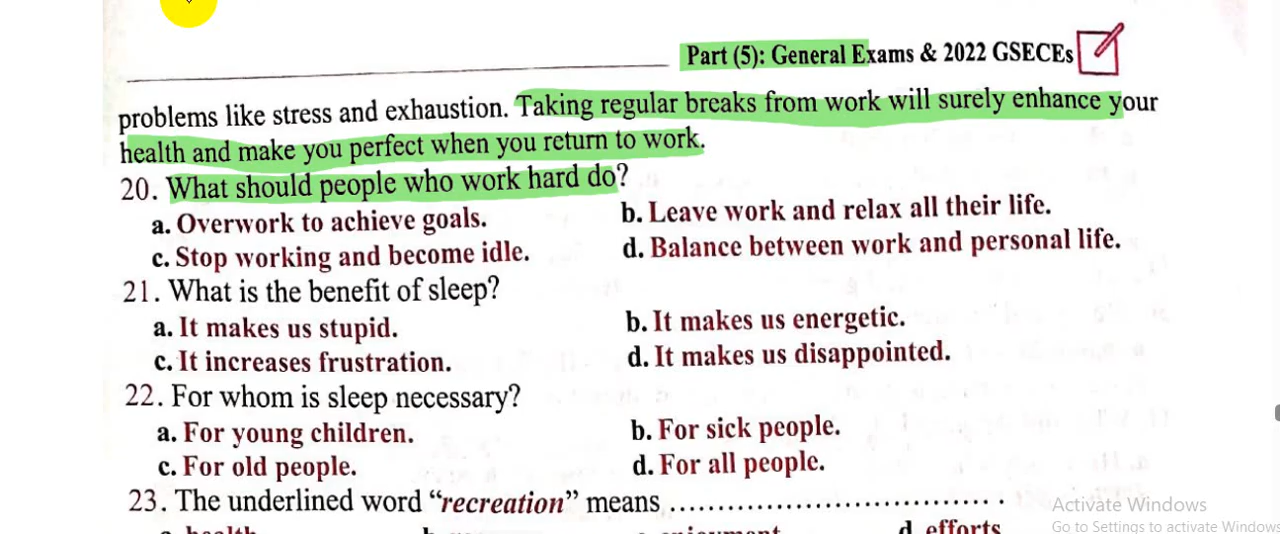 Part (5): General Exams & 2022 GSECEs
problems like stress and exhaustion. Taking regular breaks from work will surely enhance your
health and make you perfect when you return to work.
20. What should people who work hard do?
a. Overwork to achieve goals. b. Leave work and relax all their life.
c. Stop working and become idle. d. Balance between work and personal life.
21. What is the benefit of sleep?
a. It makes us stupid. b. It makes us energetic.
c. It increases frustration. d. It makes us disappointed.
22. For whom is sleep necessary?
a. For young children. b. For sick people.
c. For old people. d. For all people.
23. The underlined word “recreation” means ........................................
d. efforts
Activate Windows
Go to Settings to activate Windows